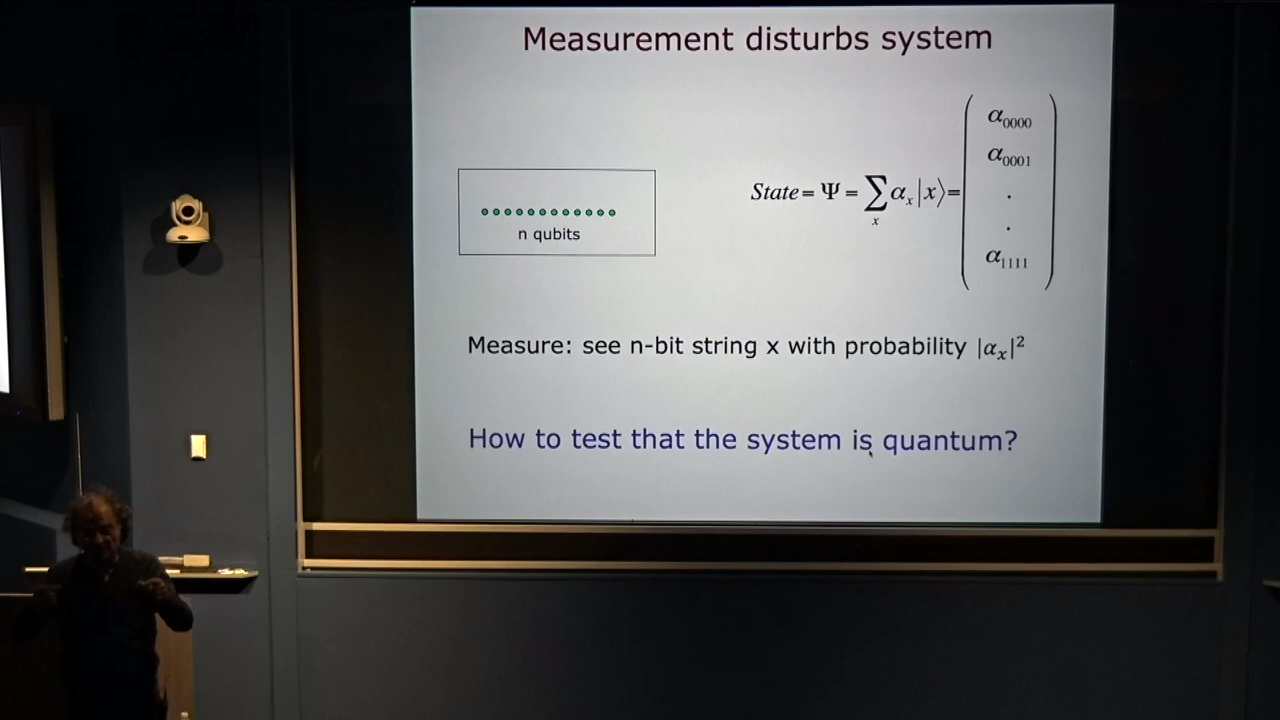 Measurement disturbs system
n qubits
State = Ψ = ∑ₓ αₓ|x⟩=
α₀₀₀₀
α₀₀₀₁
.
.
α₁₁₁₁
Measure: see n-bit string x with probability |αₓ|²
How to test that the system is quantum?